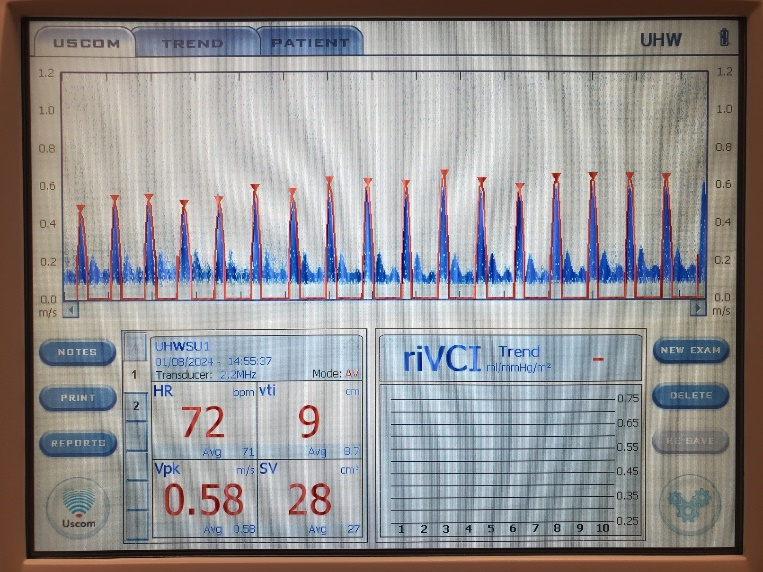 USCOM TREND PATIENT UHW
1.2 1.2
1.0 1.0
0.8 0.8
0.6 0.6
0.4 0.4
0.2 0.2
0.0 0.0
m/s m/s
NOTES
PRINT
REPORTS
Uscom
1
2
UHWSU1
01/08/2024 - 14:55:37
Transducer: 2.2MHz Mode: AV
HR bpm
72
Avg 71
vti cm
9
Avg 8.7
Vpk m/s
0.58
Avg 0.58
SV cm³
28
Avg 27
riVCI Trend ml/mmHg/m² -
0.75
0.65
0.55
0.45
0.35
0.25
1 2 3 4 5 6 7 8 9 10
NEW EXAM
DELETE
RE-SAVE